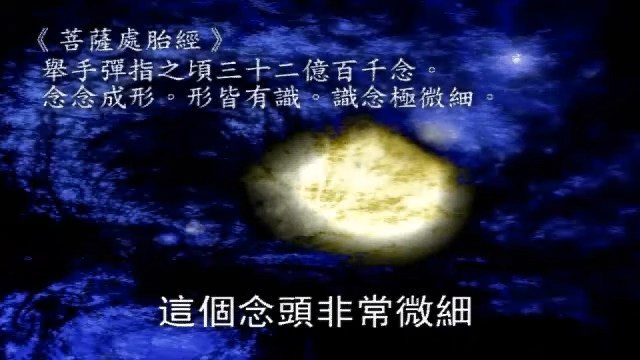 《菩薩處胎經》
舉手彈指之頃三十二億百千念。
念念成形。形皆有識。識念極微細。
這個念頭非常微細